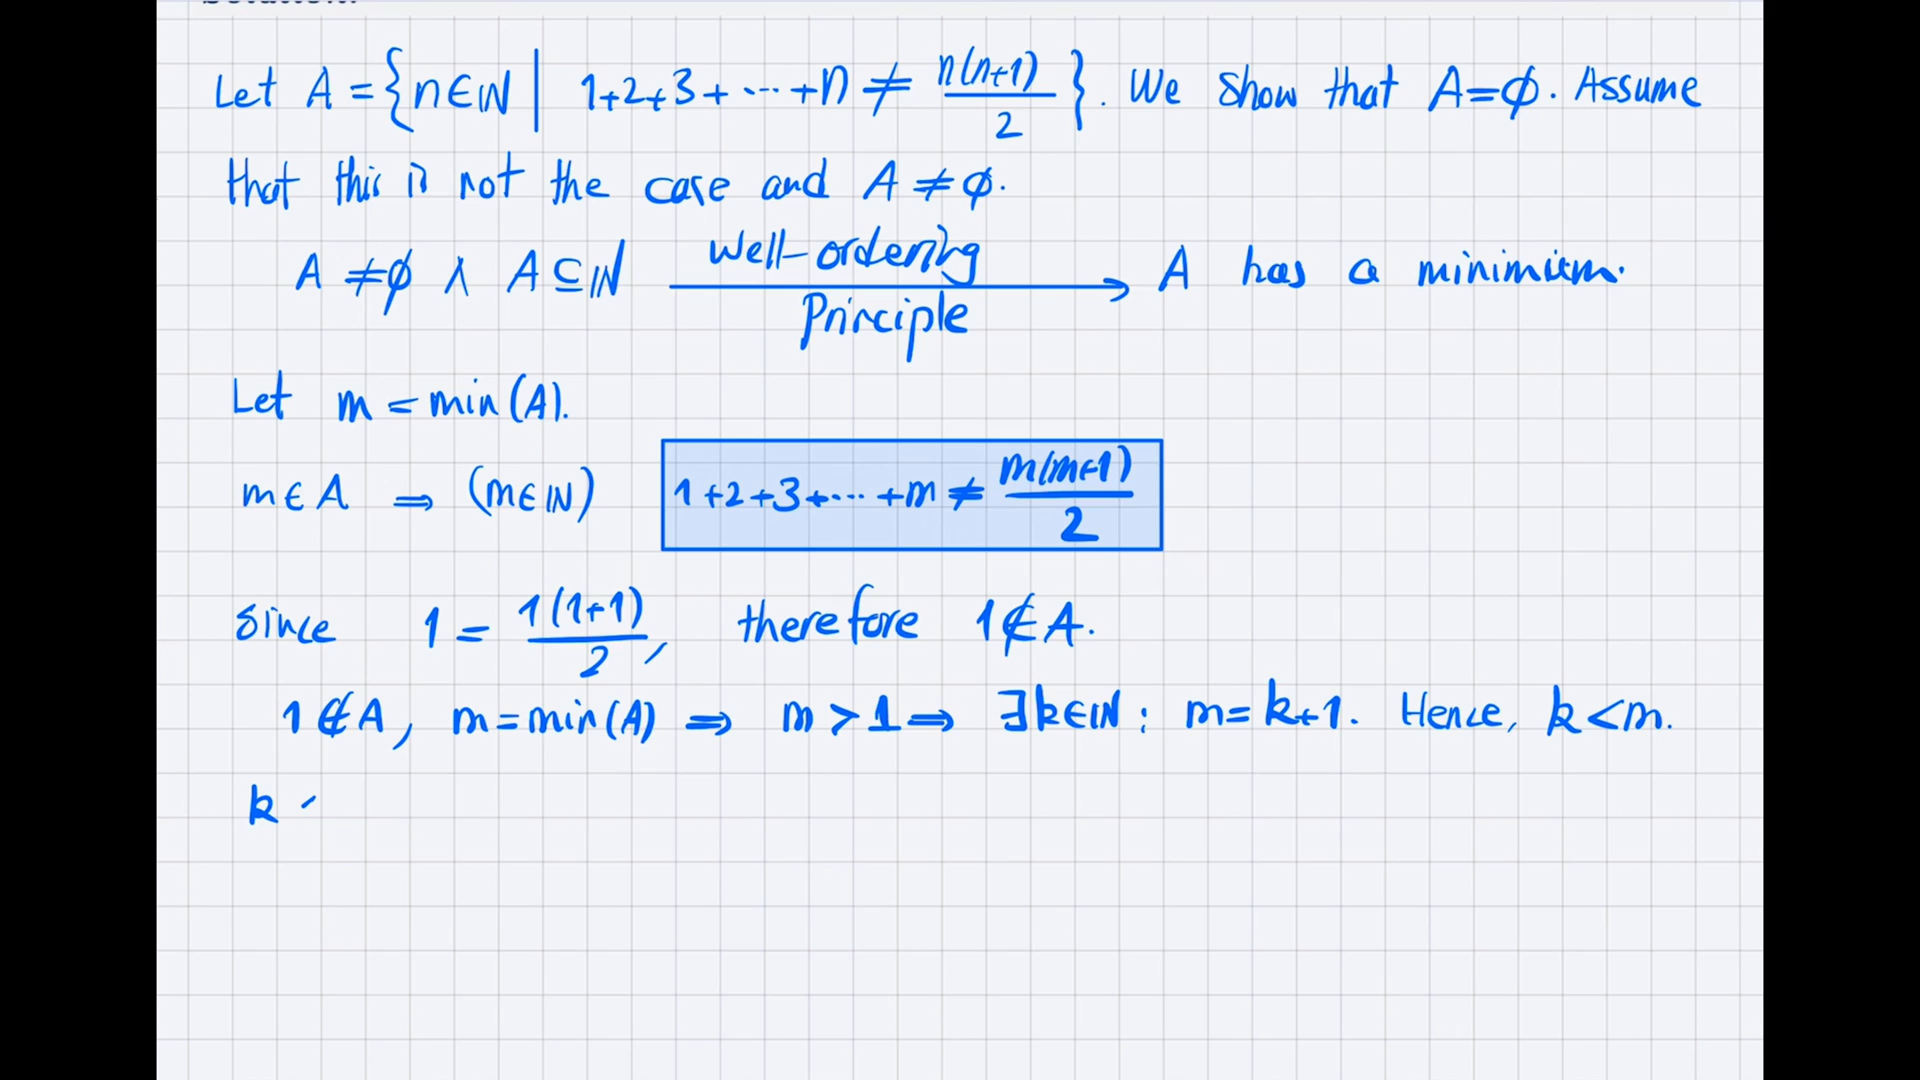 Let A = {n∈ℕ | 1+2+3+⋯+n ≠ n(n+1)/2}. We show that A=∅. Assume
that this is not the case and A ≠ ∅.
A ≠ ∅ ∧ A ⊆ ℕ Well-ordering Principle → A has a minimum.
Let m = min(A).
m∈A ⇒ (m∈ℕ) 1+2+3+⋯+m ≠ m(m+1)/2
Since 1 = 1(1+1)/2, therefore 1∉A.
1∉A, m=min(A) ⇒ m>1 ⇒ ∃k∈ℕ: m=k+1. Hence, k<m.
k